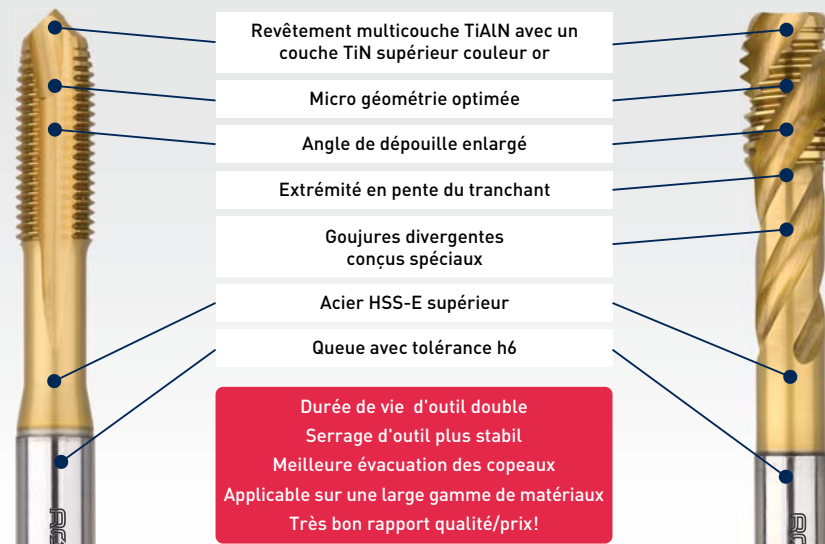 Revêtement multicouche TiAlN avec un
couche TiN supérieur couleur or
Micro géométrie optimée
Angle de dépouille enlargé
Extrémité en pente du tranchant
Goujures divergentes
conçus spéciaux
Acier HSS-E supérieur
Queue avec tolérance h6
Durée de vie d'outil double
Serrage d'outil plus stabil
Meilleure évacuation des copeaux
Applicable sur une large gamme de matériaux
Très bon rapport qualité/prix!